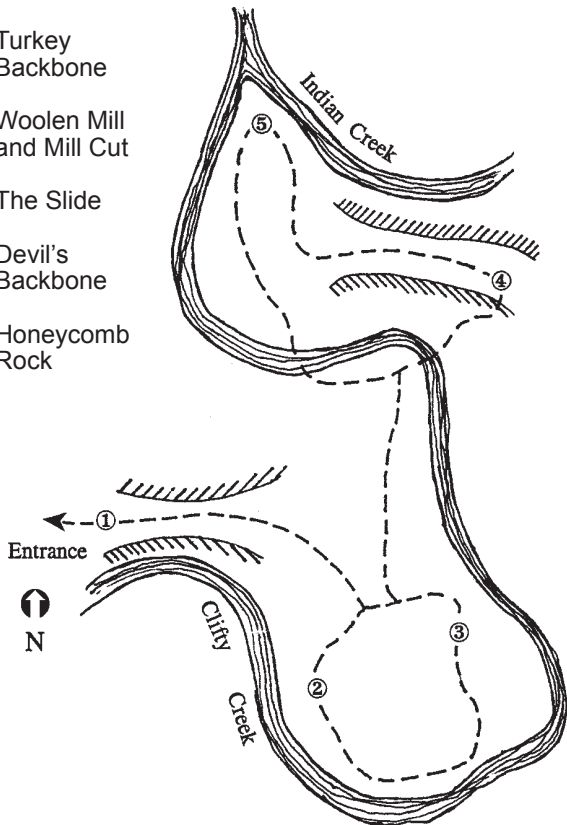 Turkey
Backbone
Woolen Mill
and Mill Cut
The Slide
Devil's
Backbone
Honeycomb
Rock
Indian Creek
⑤
④
①
Entrance
N
Clifty
Creek
③
②